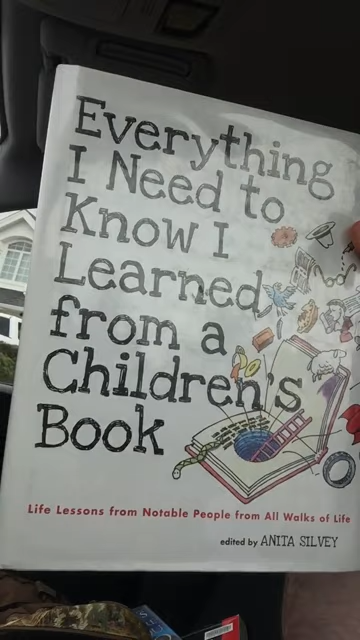 Everything
I Need to
Know I
Learned
from a
Children's
Book
Life Lessons from Notable People from All Walks of Life
edited by ANITA SILVEY